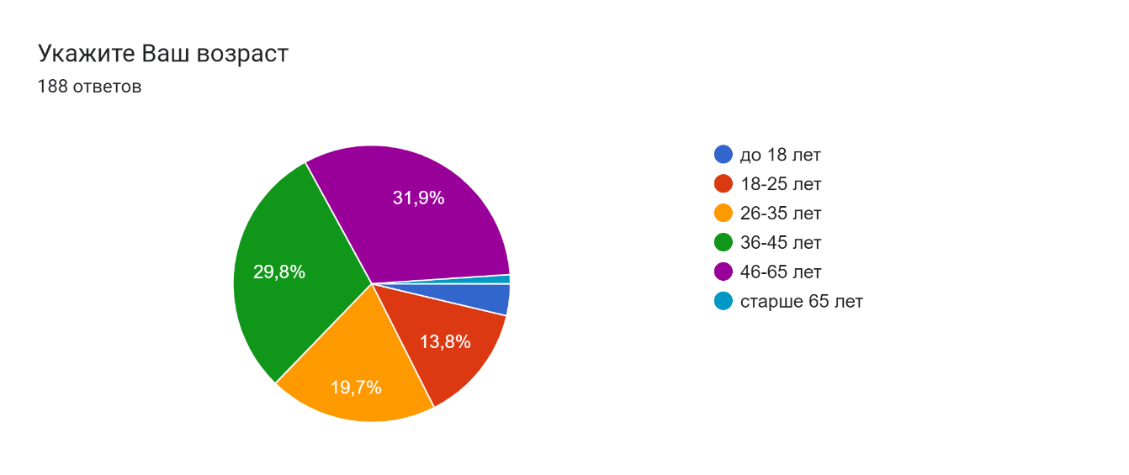 Укажите Ваш возраст
188 ответов
31,9%
29,8%
13,8%
19,7%
до 18 лет
18-25 лет
26-35 лет
36-45 лет
46-65 лет
старше 65 лет